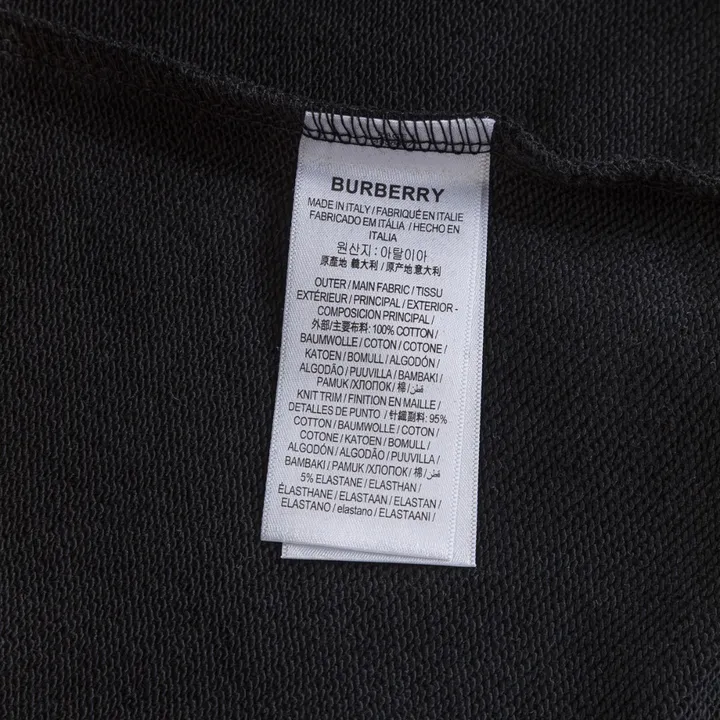 BURBERRY
MADE IN ITALY / FABRIQUÉ EN ITALIE
FABRICADO EM ITÁLIA / HECHO EN
ITALIA
원산지 : 아탈이아
原產地 義大利 / 原产地意大利
OUTER / MAIN FABRIC / TISSU
EXTÉRIEUR / PRINCIPAL / EXTERIOR -
COMPOSICIÓN PRINCIPAL /
外部/主要布料: 100% COTTON /
BAUMWOLLE / COTON / COTONE /
KATOEN / BOMULL / ALGODÓN /
ALGODÃO / PUUVILLA / BAMBAKI /
PAMUK /ХЛОПОК / 棉 / قطن
KNIT TRIM / FINITION EN MAILLE /
DETALLES DE PUNTO / 針織副料: 95%
COTTON / BAUMWOLLE / COTON /
COTONE / KATOEN / BOMULL /
ALGODÓN / ALGODÃO / PUUVILLA /
BAMBAKI / PAMUK /ХЛОПОК / 棉 / قطن
5% ELASTANE / ELASTHAN /
ÉLASTHANE / ELASTAAN / ELASTAN /
ELASTANO / elastano / ELASTAANI /